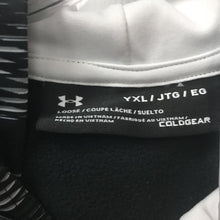 YXL / JTG / EG
LOOSE / COUPE LÂCHE / SUELTO
MADE IN VIETNAM / FABRIQUÉ AU VIETNAM /
HECHO EN VIETNAM
COLDGEAR